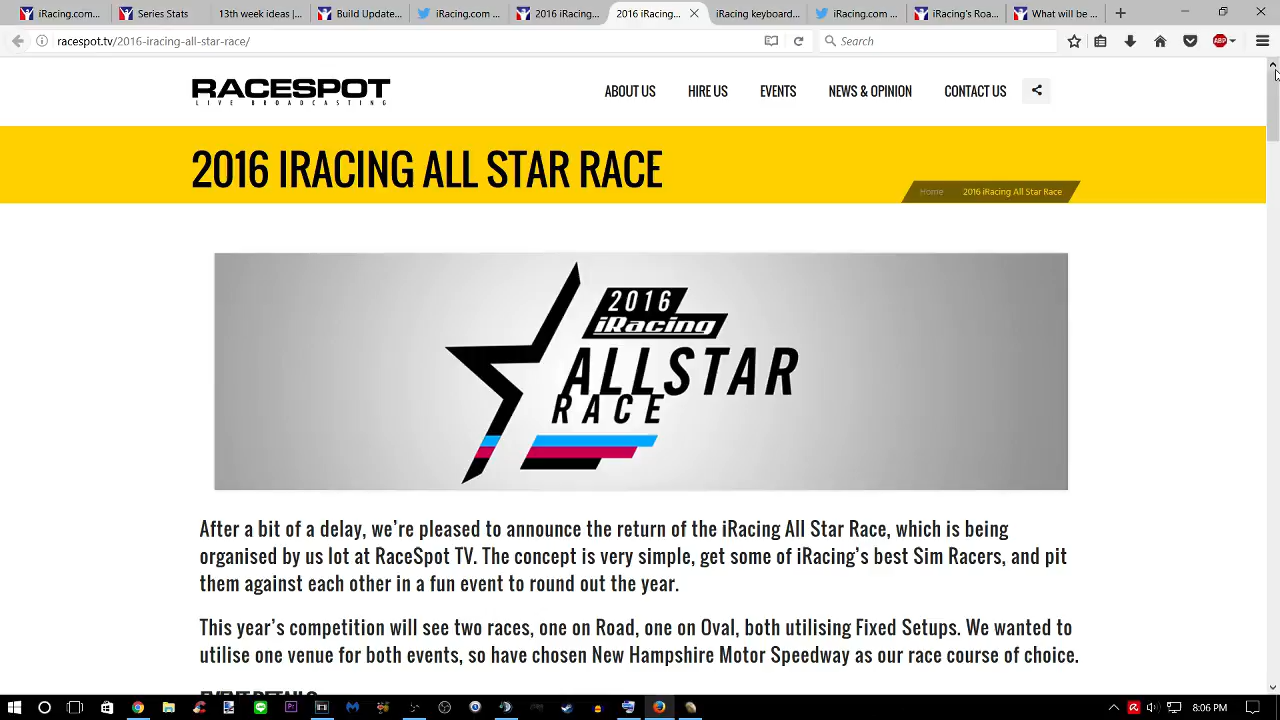 iRacing.com ...
Series Stats
13th week ideas ...
Build Update...
iRacing.com ...
2016 iRacing...
2016 iRacing...
iRacing keyboard...
iRacing.com ...
iRacing's Roa...
What will be ...
racespot.tv/2016-iracing-all-star-race/
Search
ABP
RACESPOT
LIVE BROADCASTING
ABOUT US
HIRE US
EVENTS
NEWS & OPINION
CONTACT US
2016 IRACING ALL STAR RACE
Home
2016 iRacing All Star Race
2016
iRacing
ALLSTAR
RACE
After a bit of a delay, we're pleased to announce the return of the iRacing All Star Race, which is being
organised by us lot at RaceSpot TV. The concept is very simple, get some of iRacing's best Sim Racers, and pit
them against each other in a fun event to round out the year.
This year's competition will see two races, one on Road, one on Oval, both utilising Fixed Setups. We wanted to
utilise one venue for both events, so have chosen New Hampshire Motor Speedway as our race course of choice.
EVENT DETAILS
8:06 PM